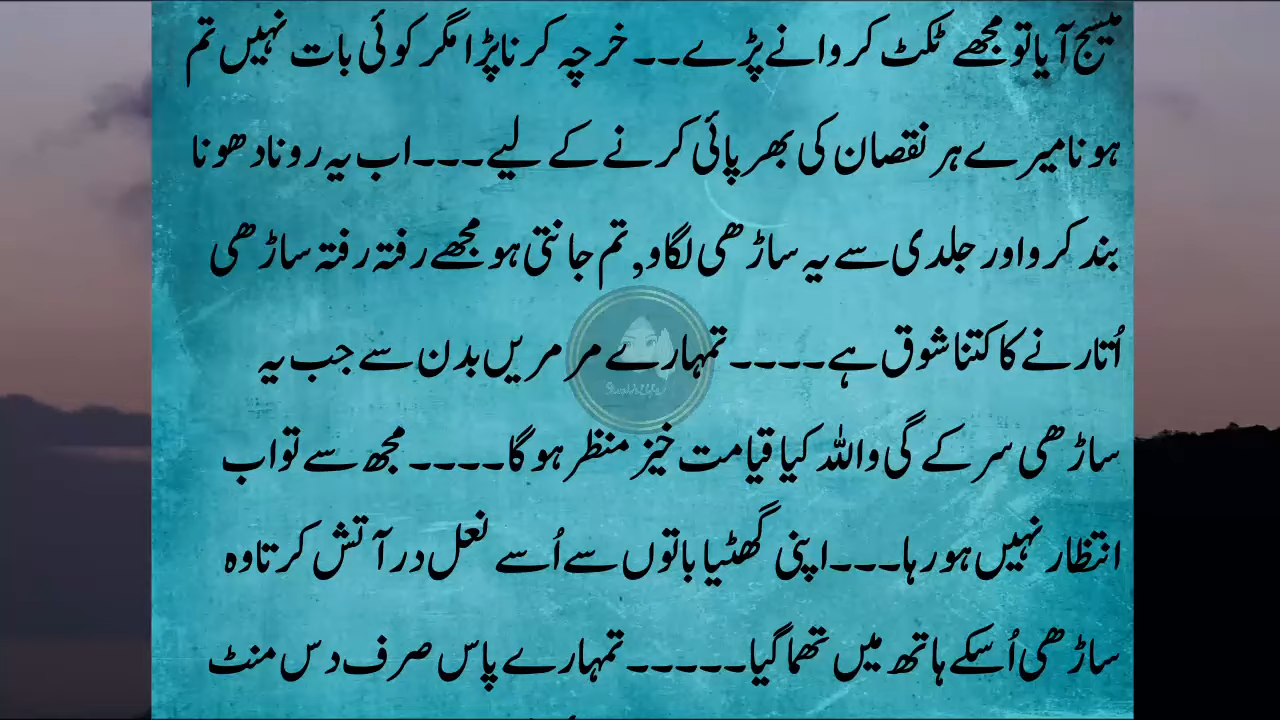 میسج آیا تو مجھے ٹکٹ کروانے پڑے۔۔ خرچہ کرنا پڑا مگر کوئی بات نہیں تم
ہو نا میرے ہر نقصان کی بھرپائی کرنے کے لیے۔۔۔ اب یہ رونا دھونا
بند کرو اور جلدی سے یہ ساڑھی لگاو, تم جانتی ہو مجھے رفتہ رفتہ ساڑھی
اُتارنے کا کتنا شوق ہے۔۔۔۔ تمہارے مرمریں بدن سے جب یہ
ساڑھی سرکے گی واللہ کیا قیامت خیز منظر ہوگا۔۔۔۔ مجھ سے تو اب
انتظار نہیں ہو رہا۔۔۔ اپنی گھٹیا باتوں سے اُسے نعل در آتش کرتا وہ
ساڑھی اُسکے ہاتھ میں تھما گیا۔۔۔۔۔ تمہارے پاس صرف دس منٹ